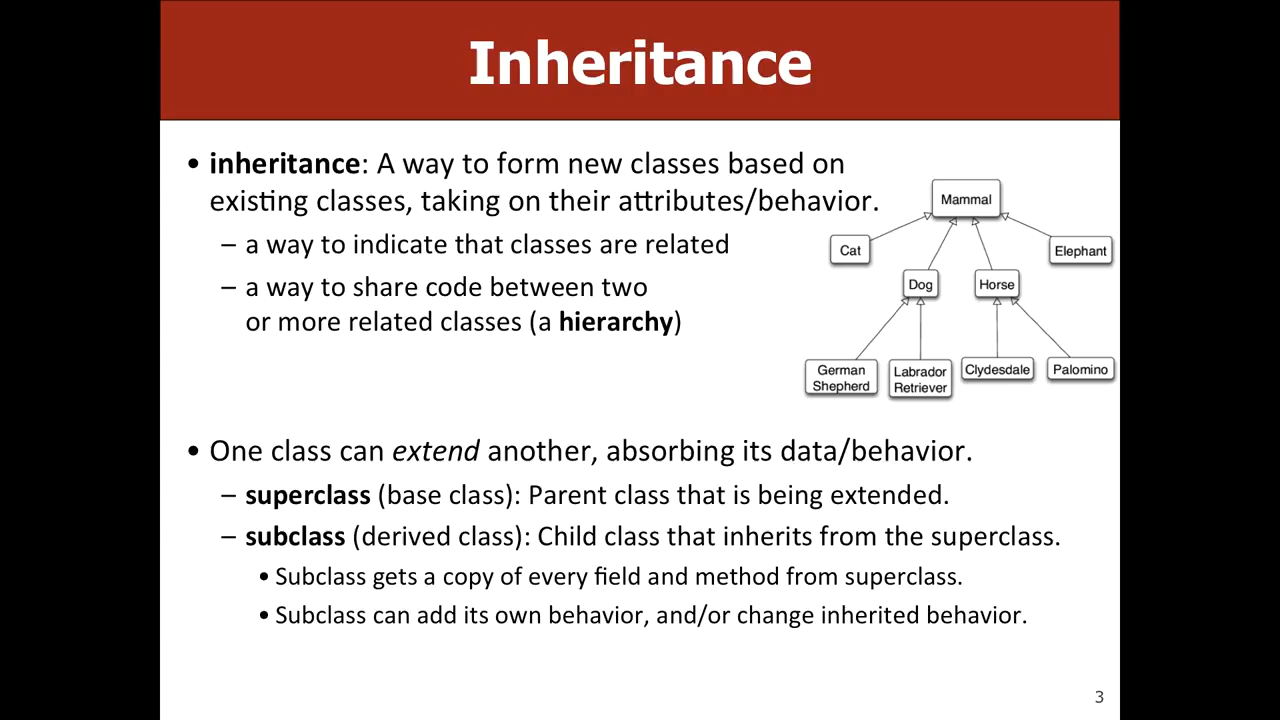 Inheritance
• inheritance: A way to form new classes based on
existing classes, taking on their attributes/behavior.
– a way to indicate that classes are related
– a way to share code between two
or more related classes (a hierarchy)
Mammal
Cat
Elephant
Dog
Horse
German
Shepherd
Labrador
Retriever
Clydesdale
Palomino
• One class can extend another, absorbing its data/behavior.
– superclass (base class): Parent class that is being extended.
– subclass (derived class): Child class that inherits from the superclass.
• Subclass gets a copy of every field and method from superclass.
• Subclass can add its own behavior, and/or change inherited behavior.
3